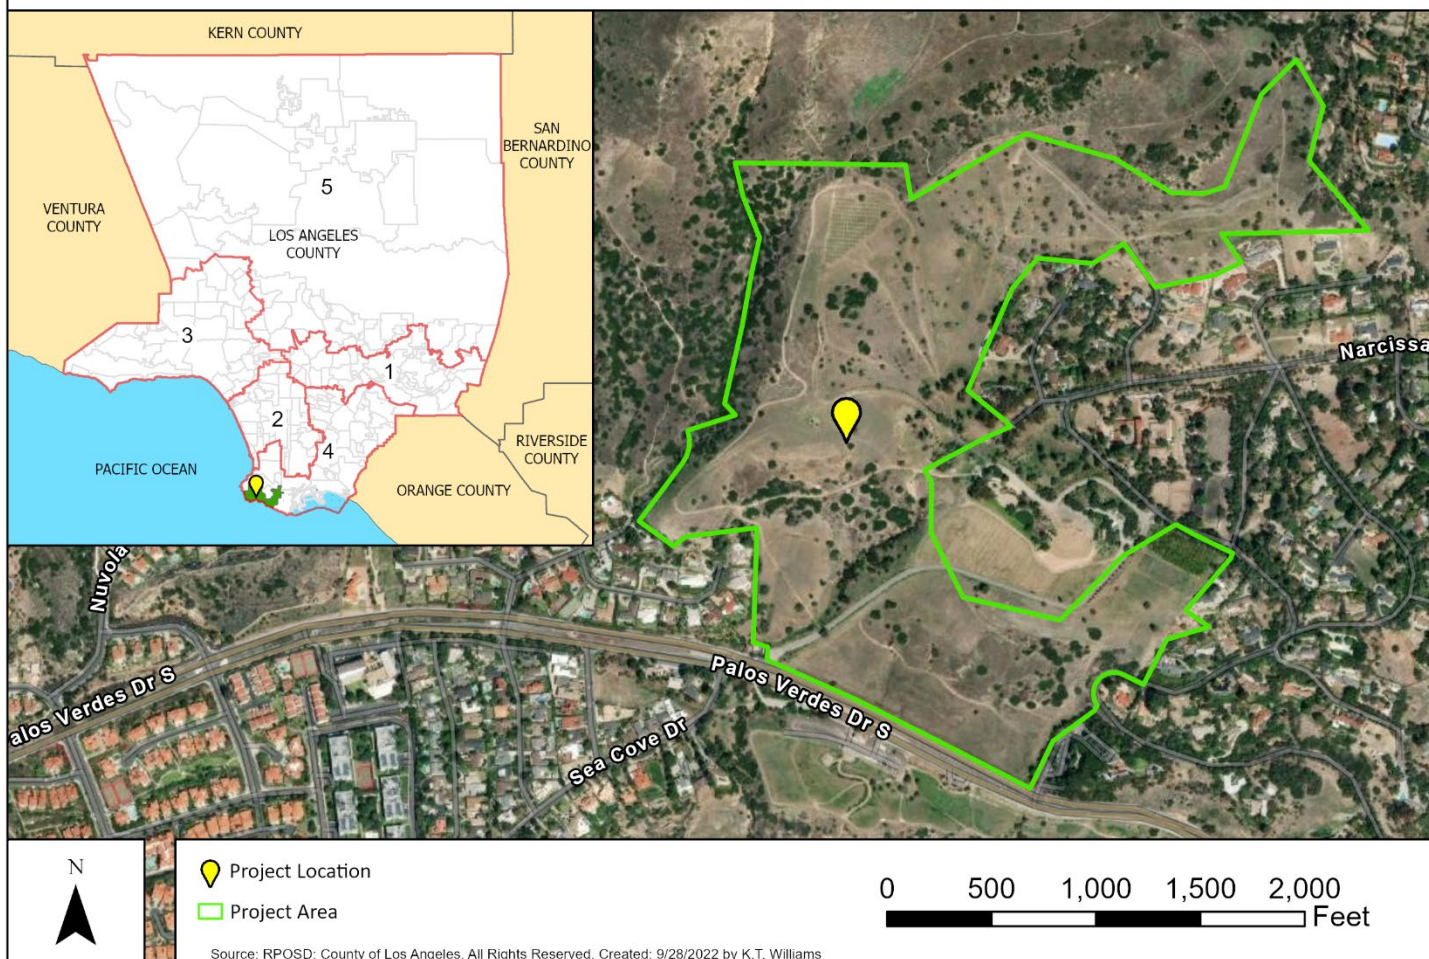 KERN COUNTY
SAN
BERNARDINO
COUNTY
5
VENTURA
COUNTY
LOS ANGELES
COUNTY
3
1
2
4
RIVERSIDE
COUNTY
PACIFIC OCEAN
ORANGE COUNTY
Narcissa
Nuvola
alos Verdes Dr S
Palos Verdes Dr S
Sea Cove Dr
N
Project Location
Project Area
0 500 1,000 1,500 2,000
Feet
Source: RPOSD; County of Los Angeles. All Rights Reserved. Created: 9/28/2022 by K.T. Williams